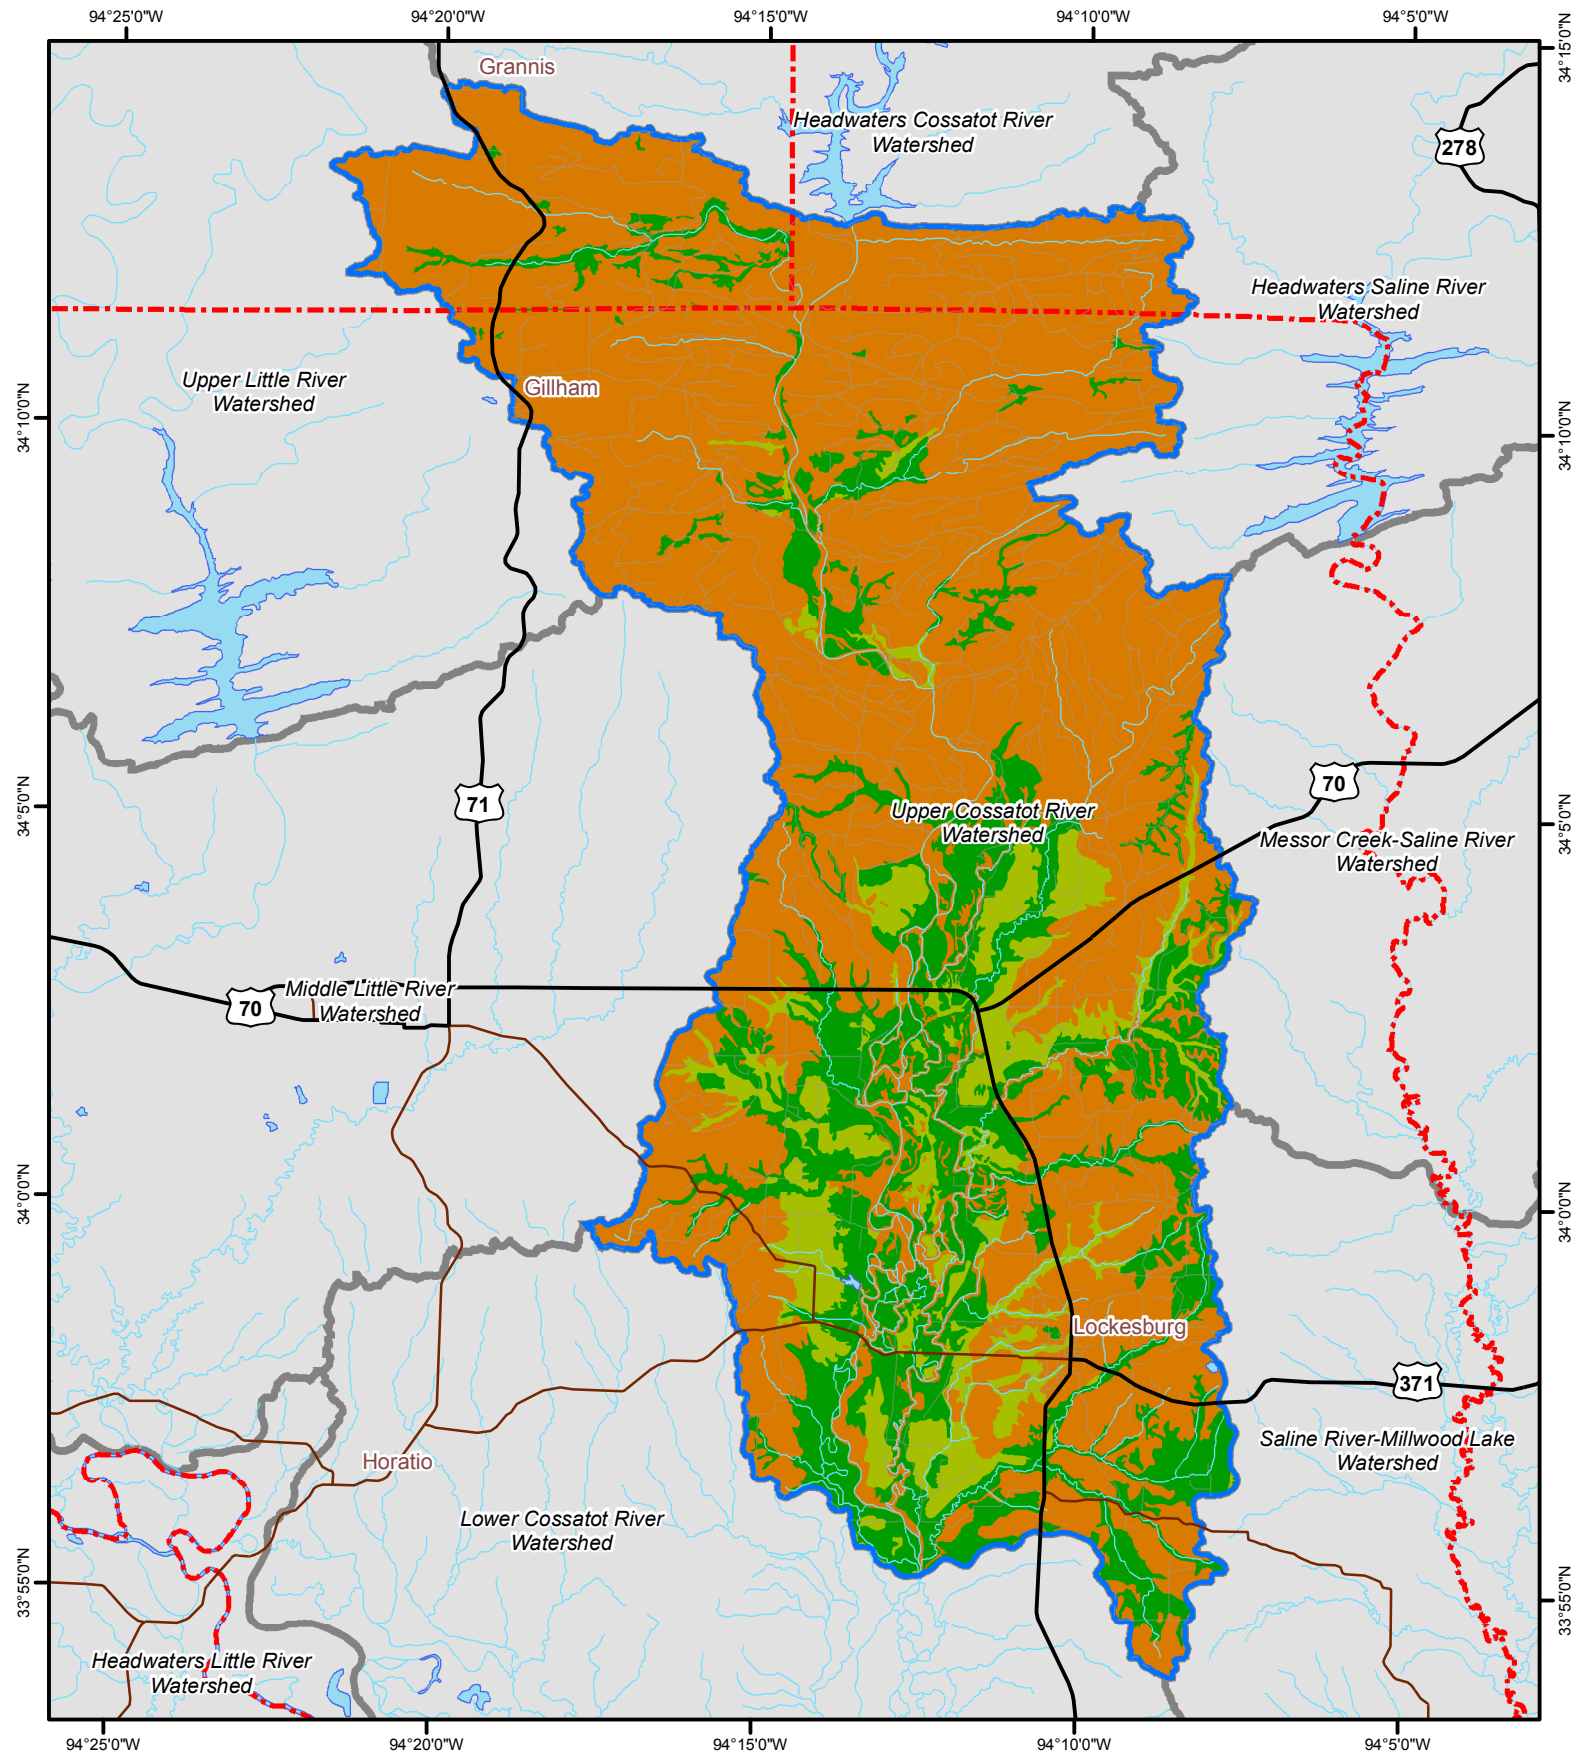 94°25'0"W
94°20'0"W
94°15'0"W
94°10'0"W
94°5'0"W
34°15'0"N
Grannis
Headwaters Cossatot River
Watershed
278
Headwaters Saline River
Watershed
Upper Little River
Watershed
Gillham
34°10'0"N
34°10'0"N
71
70
34°5'0"N
34°5'0"N
Upper Cossatot River
Watershed
Messor Creek-Saline River
Watershed
70
Middle Little River
Watershed
34°0'0"N
34°0'0"N
Lockesburg
371
Horatio
Saline River-Millwood Lake
Watershed
Lower Cossatot River
Watershed
33°55'0"N
33°55'0"N
Headwaters Little River
Watershed
94°25'0"W
94°20'0"W
94°15'0"W
94°10'0"W
94°5'0"W